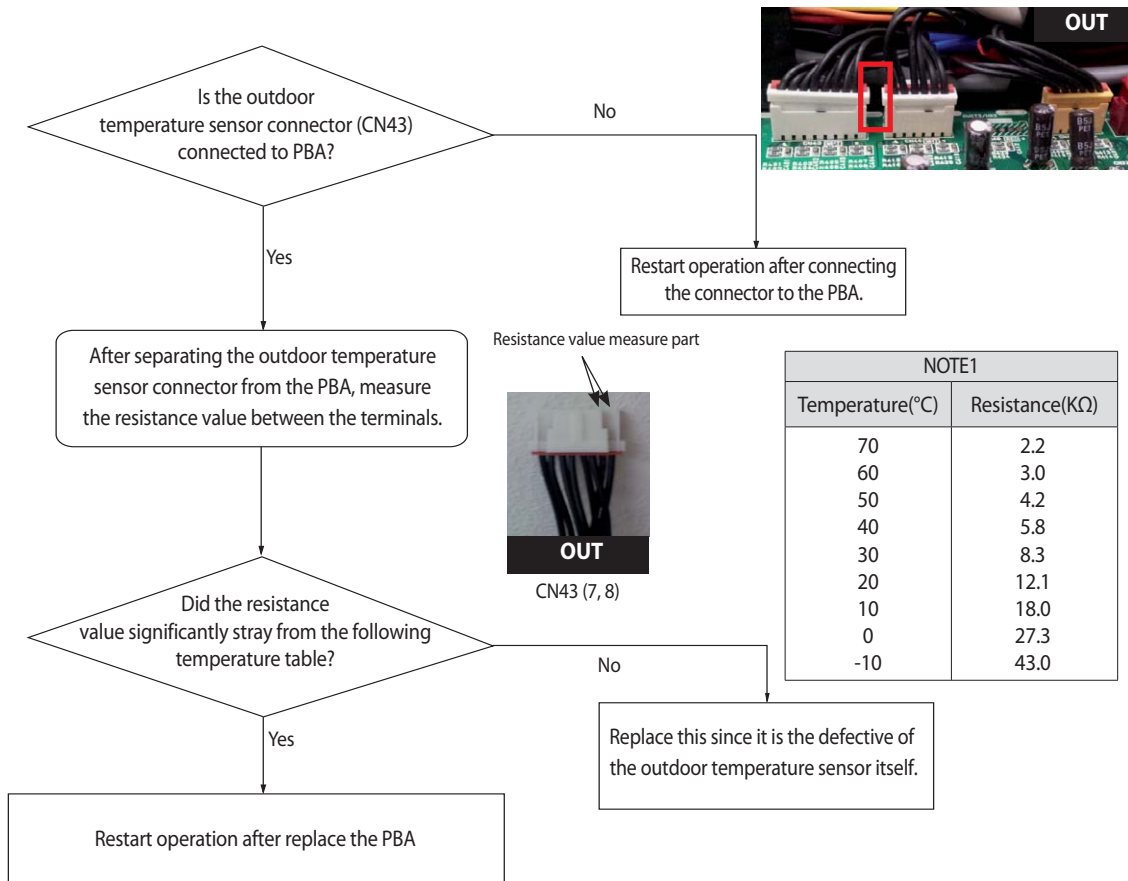 OUT
Is the outdoor
temperature sensor connector (CN43)
connected to PBA?
No
Yes
Restart operation after connecting
the connector to the PBA.
After separating the outdoor temperature
sensor connector from the PBA, measure
the resistance value between the terminals.
Resistance value measure part
OUT
CN43 (7, 8)
NOTE1
Temperature(°C) Resistance(KΩ)
70 2.2
60 3.0
50 4.2
40 5.8
30 8.3
20 12.1
10 18.0
0 27.3
-10 43.0
Did the resistance
value significantly stray from the following
temperature table?
No
Yes
Replace this since it is the defective of
the outdoor temperature sensor itself.
Restart operation after replace the PBA